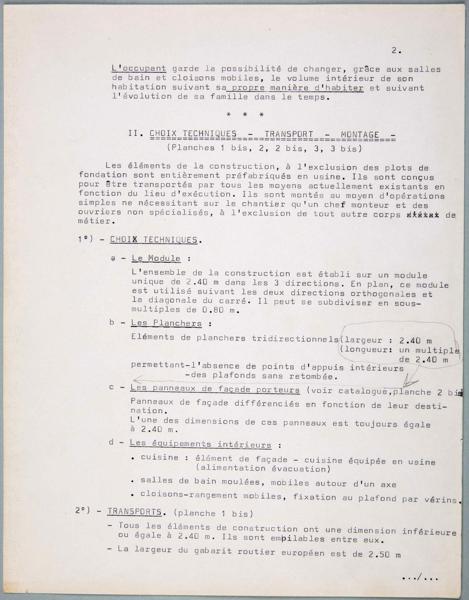 2.
L'occupant garde la possibilité de changer, grâce aux salles
de bain et cloisons mobiles, le volume intérieur de son
habitation suivant sa propre manière d'habiter et suivant
l'évolution de sa famille dans le temps.
* * *
II. CHOIX TECHNIQUES - TRANSPORT - MONTAGE -
(Planches 1 bis, 2, 2 bis, 3, 3 bis)
Les éléments de la construction, à l'exclusion des plots de
fondation sont entièrement préfabriqués en usine. Ils sont conçus
pour être transportés par tous les moyens actuellement existants en
fonction du lieu d'exécution. Ils sont montés au moyen d'opérations
simples ne nécessitant sur le chantier qu'un chef monteur et des
ouvriers non spécialisés, à l'exclusion de tout autre corps de
métier.
1°) - CHOIX TECHNIQUES.
a - Le Module :
L'ensemble de la construction est établi sur un module
unique de 2.40 m dans les 3 directions. En plan, ce module
est utilisé suivant les deux directions orthogonales et
la diagonale du carré. Il peut se subdiviser en sous-
multiples de 0.80 m.
b - Les Planchers :
Eléments de planchers tridirectionnels(largeur : 2.40 m
(longueur: un multiple
de 2.40 m
permettant-l'absence de points d'appuis intérieurs
-des plafonds sans retombée.
c - Les panneaux de façade porteurs (voir catalogue,planche 2 bis
Panneaux de façade différenciés en fonction de leur desti-
nation.
L'une des dimensions de ces panneaux est toujours égale
à 2.40 m.
d - Les équipements intérieurs :
. cuisine : élément de façade - cuisine équipée en usine
(alimentation évacuation)
. salles de bain moulées, mobiles autour d'un axe
. cloisons-rangement mobiles, fixation au plafond par vérins.
2°) - TRANSPORTS. (planche 1 bis)
- Tous les éléments de construction ont une dimension inférieure
ou égale à 2.40 m. Ils sont empilables entre eux.
- La largeur du gabarit routier européen est de 2.50 m
.../...